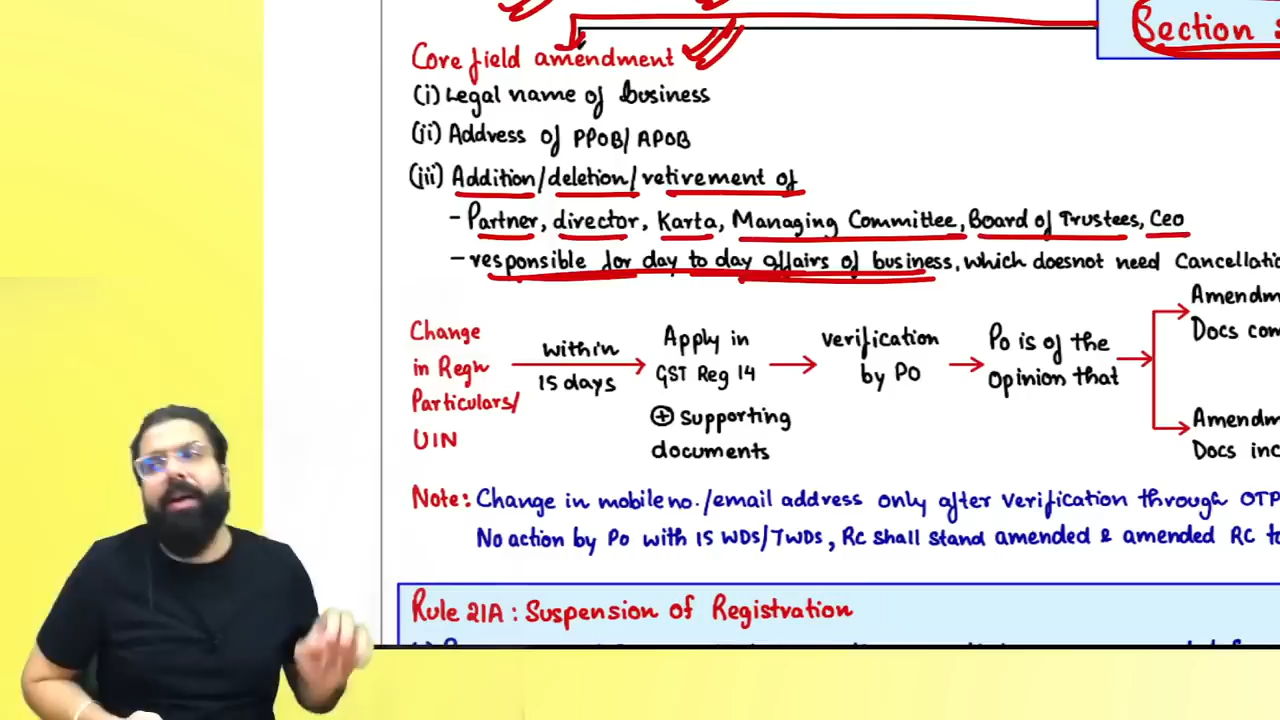 Section
Core field amendment
(i) Legal name of Business
(ii) Address of PPOB/ APOB
(iii) Addition/deletion/retirement of
- Partner, director, Karta, Managing Committee, Board of Trustees, Ceo
- responsible for day to day affairs of business, which doesnot need Cancellatio
Change in Regn Particulars/ UIN
within 15 days
Apply in GST Reg 14
⊕ Supporting documents
verification by PO
Po is of the Opinion that
Amendm
Docs com
Amendm
Docs inc
Note: Change in mobile no./email address only after verification through OTP
No action by Po with 15 WDs/7WDs, Rc shall stand amended & amended RC to
Rule 21A: Suspension of Registration